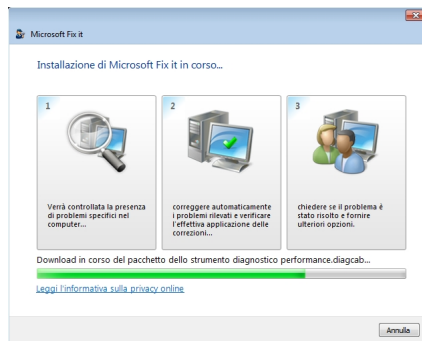 Microsoft Fix it
Installazione di Microsoft Fix it in corso...
1
Verrà controllata la presenza
di problemi specifici nel
computer...
2
correggere automaticamente
i problemi rilevati e verificare
l'effettiva applicazione delle
correzioni...
3
chiedere se il problema è
stato risolto e fornire
ulteriori opzioni.
Download in corso del pacchetto dello strumento diagnostico performance.diagcab...
Leggi l'informativa sulla privacy online
Annulla